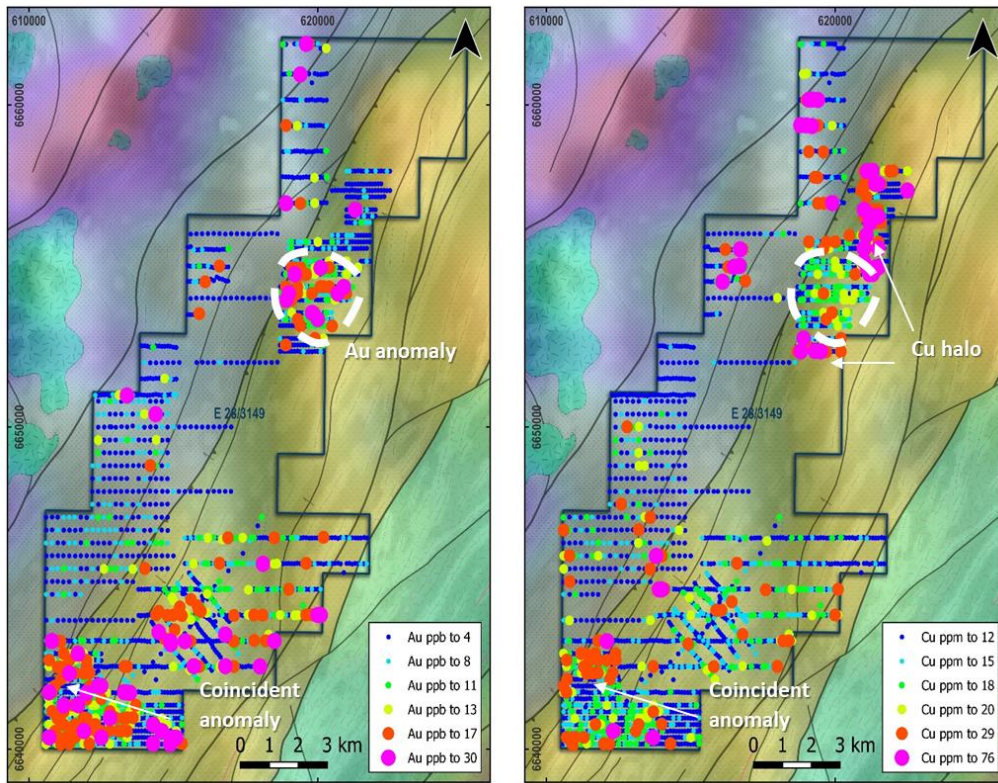 610000
620000
6660000
6650000
6640000
Au anomaly
E 28/3149
Coincident
anomaly
0 1 2 3 km
Au ppb to 4
Au ppb to 8
Au ppb to 11
Au ppb to 13
Au ppb to 17
Au ppb to 30
610000
620000
6660000
6650000
6640000
Cu halo
E 28/3149
Coincident
anomaly
0 1 2 3 km
Cu ppm to 12
Cu ppm to 15
Cu ppm to 18
Cu ppm to 20
Cu ppm to 29
Cu ppm to 76